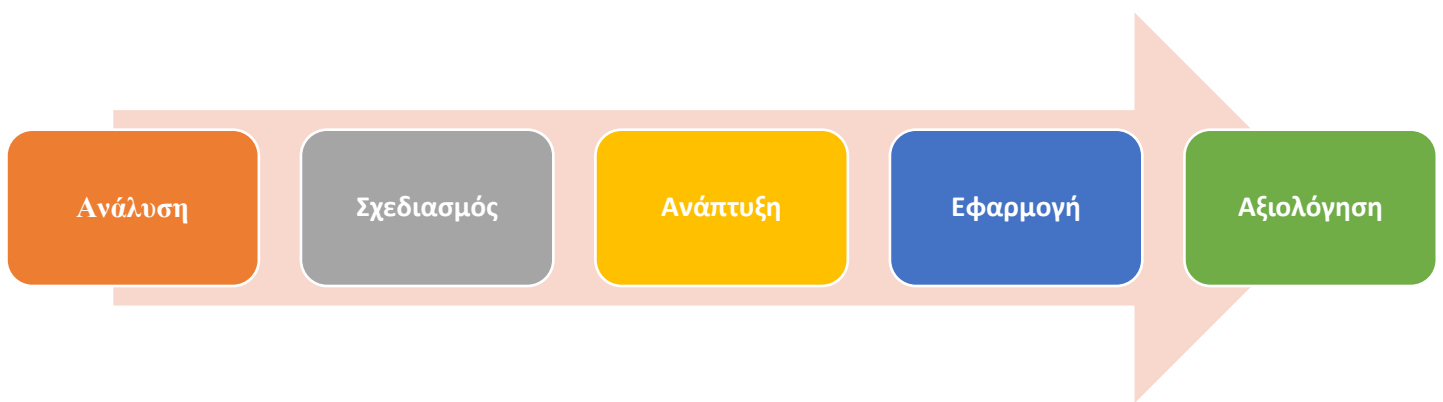 Ανάλυση
Σχεδιασμός
Ανάπτυξη
Εφαρμογή
Αξιολόγηση